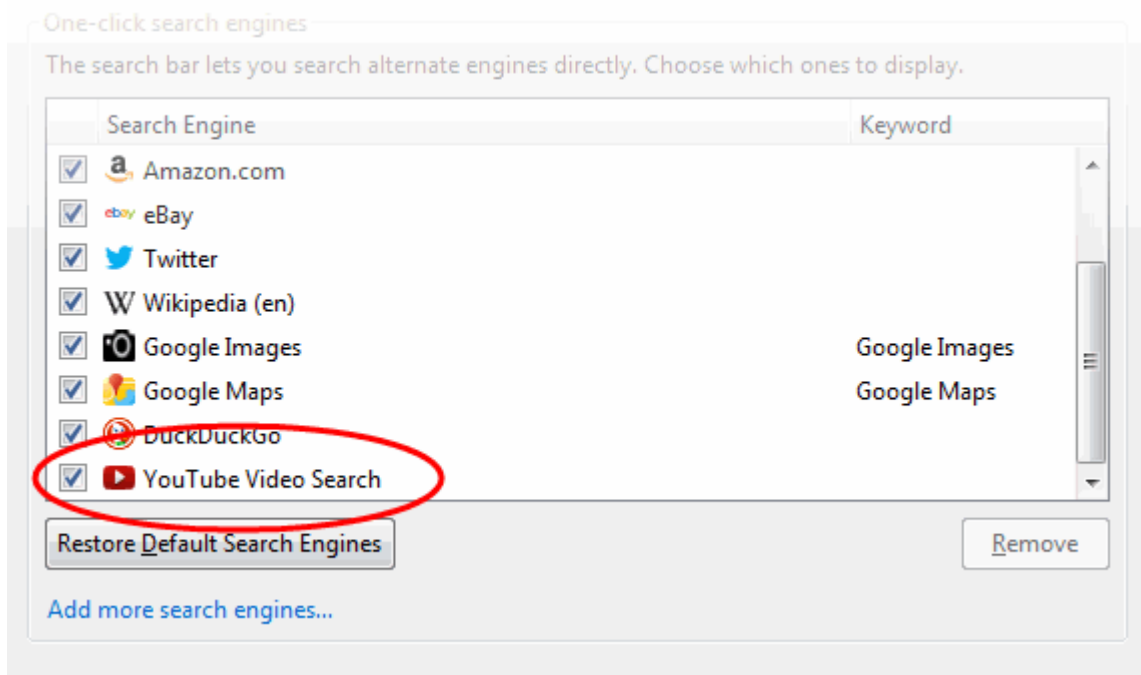 One-click search engines
The search bar lets you search alternate engines directly. Choose which ones to display.
Search Engine Keyword
a Amazon.com
ebay eBay
Twitter
W Wikipedia (en)
Google Images Google Images
Google Maps Google Maps
DuckDuckGo
YouTube Video Search
Restore Default Search Engines Remove
Add more search engines...